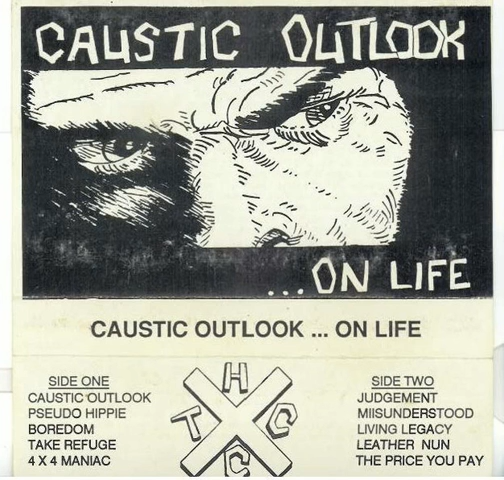 CAUSTIC OUTLOOK
...ON LIFE
CAUSTIC OUTLOOK ... ON LIFE
SIDE ONE
CAUSTIC OUTLOOK
PSEUDO HIPPIE
BOREDOM
TAKE REFUGE
4 X 4 MANIAC
H
T C
C
SIDE TWO
JUDGEMENT
MIISUNDERSTOOD
LIVING LEGACY
LEATHER NUN
THE PRICE YOU PAY